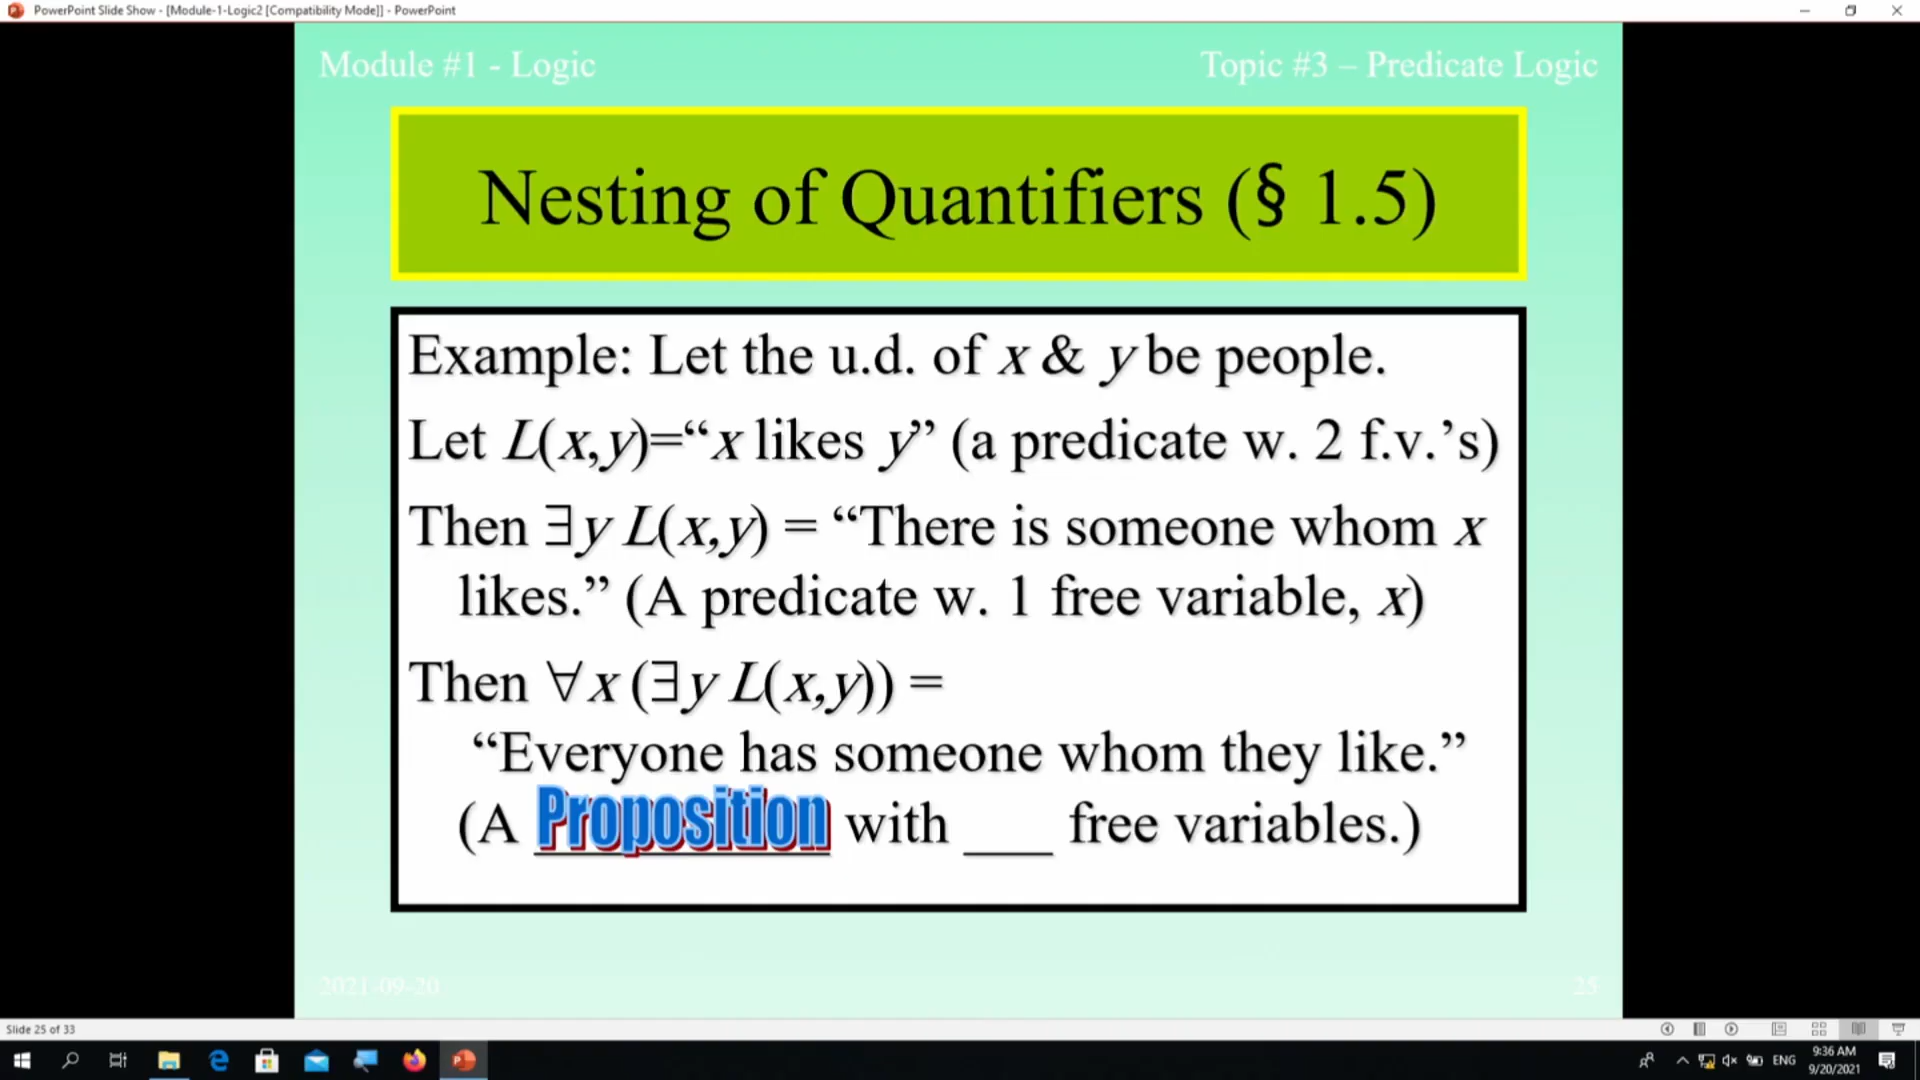 PowerPoint Slide Show - [Module-1-Logic2 [Compatibility Mode]] - PowerPoint
Module #1 - Logic
Topic #3 – Predicate Logic
Nesting of Quantifiers (§ 1.5)
Example: Let the u.d. of x & y be people.
Let L(x,y)=“x likes y” (a predicate w. 2 f.v.’s)
Then ∃y L(x,y) = “There is someone whom x
likes.” (A predicate w. 1 free variable, x)
Then ∀x (∃y L(x,y)) =
“Everyone has someone whom they like.”
(A Proposition with ___ free variables.)
2021-09-20
25
Slide 25 of 33
ENG
9:36 AM
9/20/2021